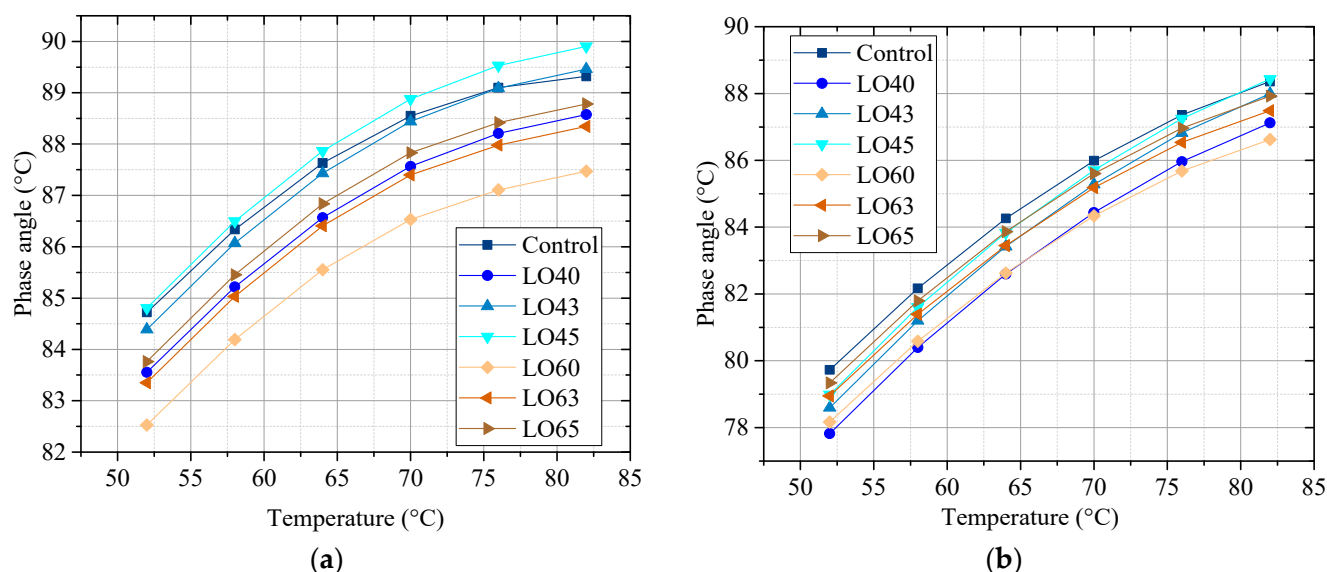 90
89
88
87
86
85
84
83
82
Phase angle (°C)
Control
LO40
LO43
LO45
LO60
LO63
LO65
50 55 60 65 70 75 80 85
Temperature (°C)
(a)
90
88
86
84
82
80
78
Phase angle (°C)
Control
LO40
LO43
LO45
LO60
LO63
LO65
50 55 60 65 70 75 80 85
Temperature (°C)
(b)